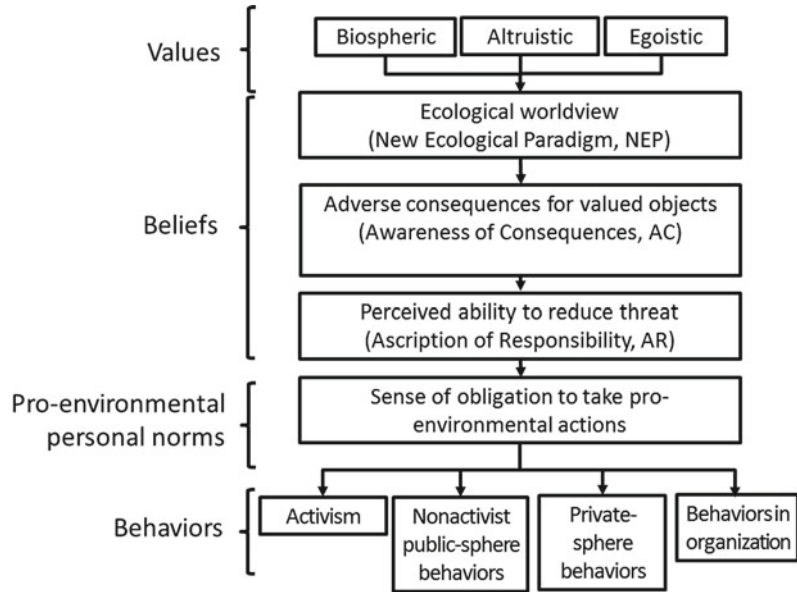 Values
Biospheric
Altruistic
Egoistic
Beliefs
Ecological worldview
(New Ecological Paradigm, NEP)
Adverse consequences for valued objects
(Awareness of Consequences, AC)
Perceived ability to reduce threat
(Ascription of Responsibility, AR)
Pro-environmental
personal norms
Sense of obligation to take pro-
environmental actions
Behaviors
Activism
Nonactivist
public-sphere
behaviors
Private-
sphere
behaviors
Behaviors in
organization